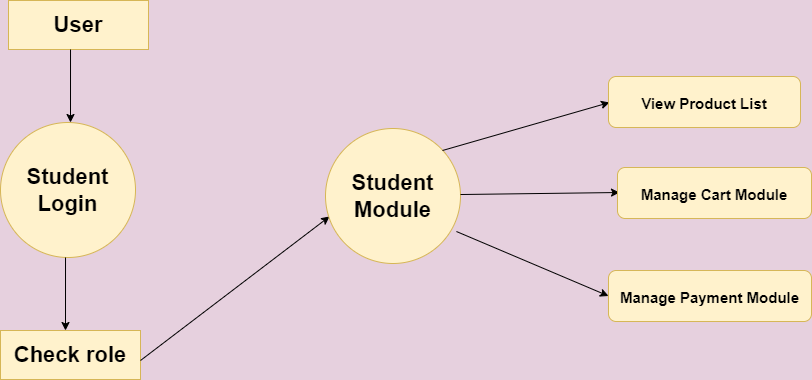 User
Student
Login
Check role
Student
Module
View Product List
Manage Cart Module
Manage Payment Module